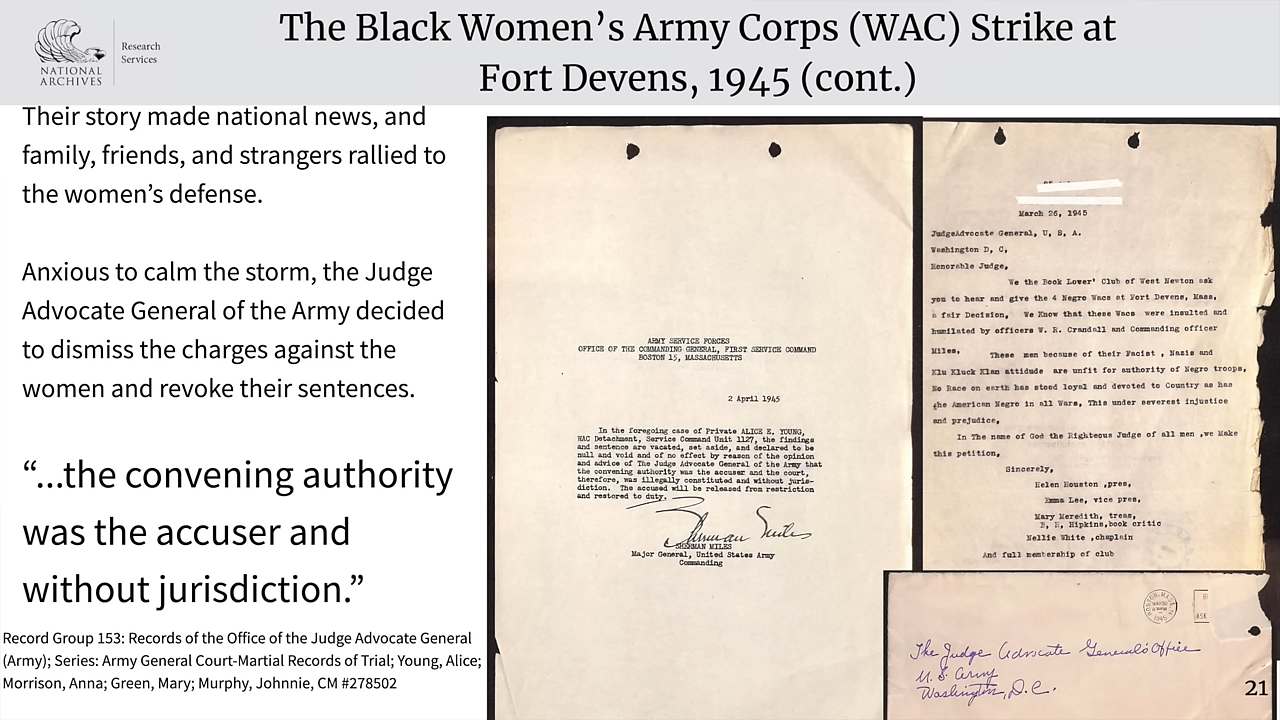 The Black Women’s Army Corps (WAC) Strike at
Fort Devens, 1945 (cont.)
NATIONAL
ARCHIVES
Research
Services
Their story made national news, and
family, friends, and strangers rallied to
the women’s defense.
Anxious to calm the storm, the Judge
Advocate General of the Army decided
to dismiss the charges against the
women and revoke their sentences.
“...the convening authority
was the accuser and
without jurisdiction.”
Record Group 153: Records of the Office of the Judge Advocate General
(Army); Series: Army General Court-Martial Records of Trial; Young, Alice;
Morrison, Anna; Green, Mary; Murphy, Johnnie, CM #278502
ARMY SERVICE FORCES
OFFICE OF THE COMMANDING GENERAL, FIRST SERVICE COMMAND
BOSTON 15, MASSACHUSETTS
2 April 1945
In the foregoing case of Private ALICE E. YOUNG,
WAC Detachment, Service Command Unit 1127, the findings
and sentence are vacated, set aside, and declared to be
null and void and of no effect by reason of the opinion
and advice of The Judge Advocate General of the Army that
the convening authority was the accuser and the court,
therefore, was illegally constituted and without juris-
diction. The accused will be released from restriction
and restored to duty.
Sherman Miles
SHERMAN MILES
Major General, United States Army
Commanding
March 26, 1945
JudgeAdvocate General, U, S, A.
Washington D, C,
Honorable Judge,
We the Book Lover' Club of West Newton ask
you to hear and give the 4 Negro Wacs at Fort Devens, Mass,
a fair Decision, We Know that these Wacs were insulted and
humilated by officers W. R. Crandall and Commanding officer
Miles,
These men because of their Facist , Nazis and
Klu Kluck Klan attidude are unfit for authority of Negro troops,
No Race on earth has stood loyal and devoted to Country as has
the American Negro in all Wars, This under severest injustice
and prejudice,
In The name of God the Righteous Judge of all men ,we Make
this petition,
Sincerely,
Helen Houston ,pres,
Emma Lee, vice pres,
Mary Meredith, treas,
B, H, Hipkins,book critic
Nellie White ,chaplain
And full membership of club
BOSTON, MASS.
1945
ASK
The Judge Advocate General's Office
U.S. Army
Washington, D.C.
21